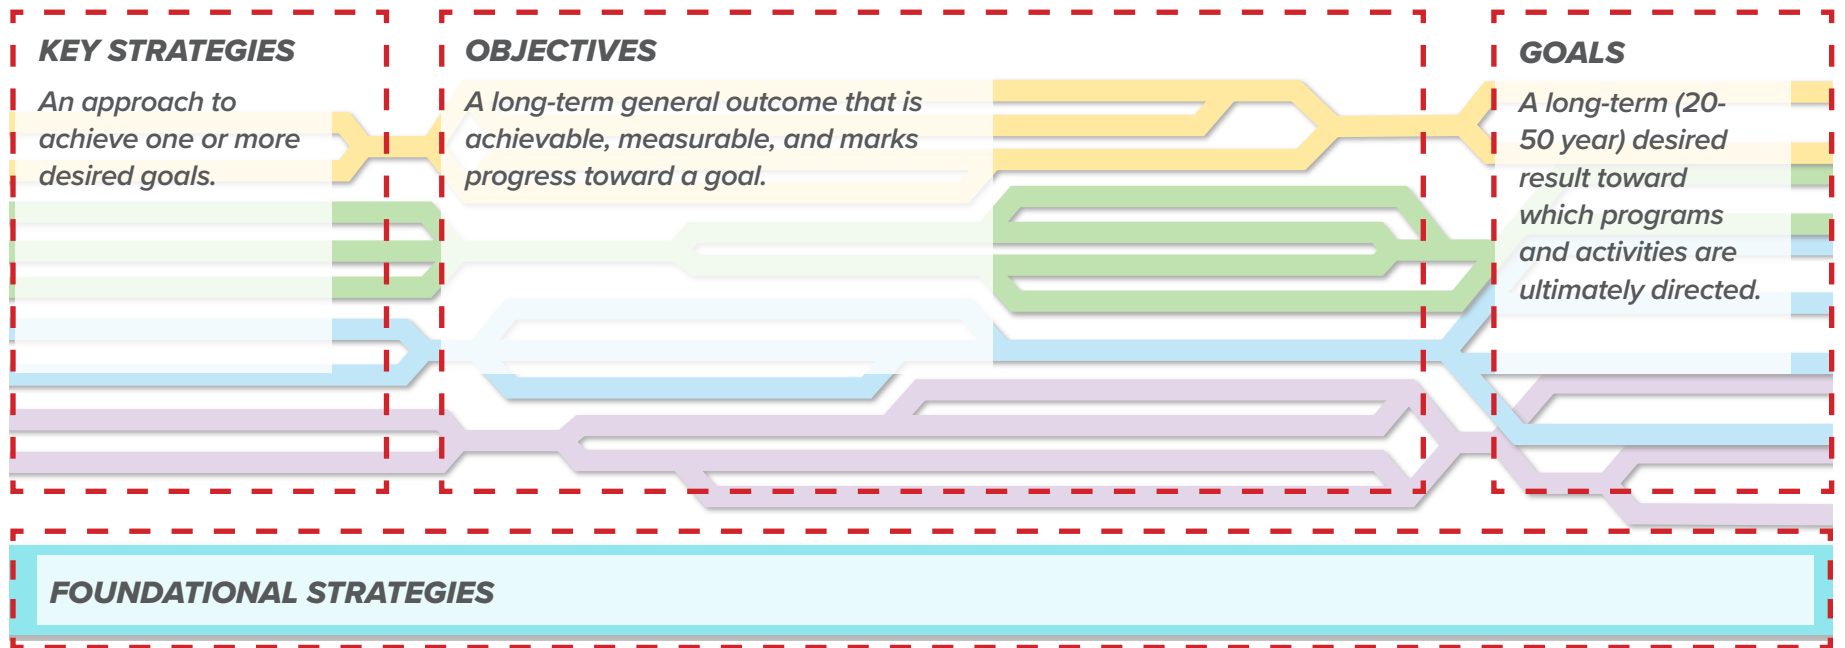 KEY STRATEGIES
An approach to
achieve one or more
desired goals.
OBJECTIVES
A long-term general outcome that is
achievable, measurable, and marks
progress toward a goal.
GOALS
A long-term (20-
50 year) desired
result toward
which programs
and activities are
ultimately directed.
FOUNDATIONAL STRATEGIES